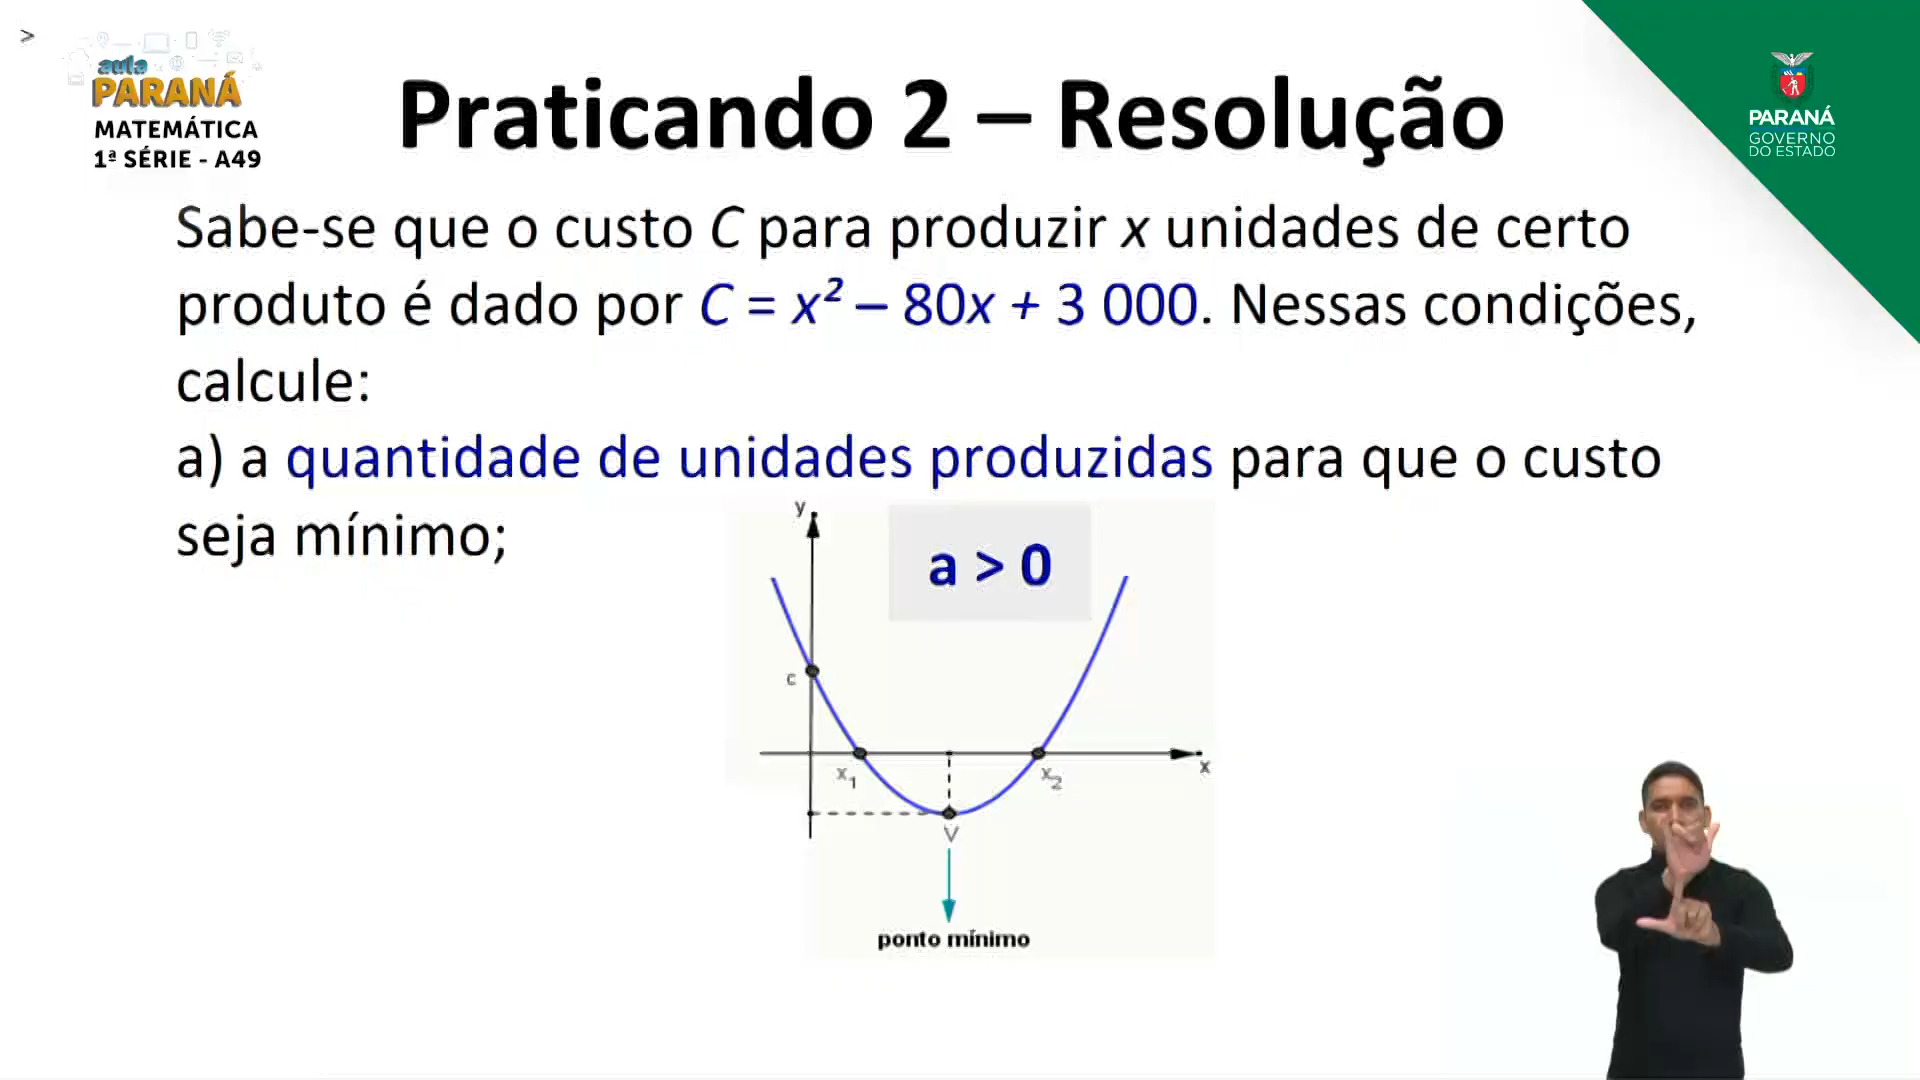 >
aula
PARANÁ
MATEMÁTICA
1ª SÉRIE - A49
Praticando 2 – Resolução
PARANÁ
GOVERNO
DO ESTADO
Sabe-se que o custo C para produzir x unidades de certo
produto é dado por C = x² – 80x + 3 000. Nessas condições,
calcule:
a) a quantidade de unidades produzidas para que o custo
seja mínimo;
y
a > 0
c
x₁
x₂
x
V
ponto mínimo